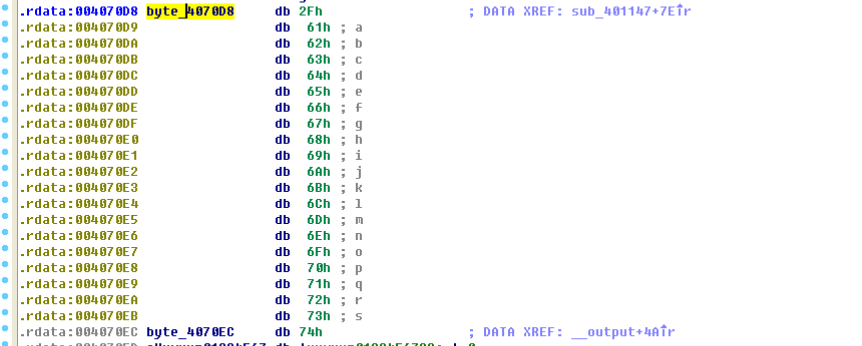 .rdata:004070D8 byte_4070D8 db 2Fh ; DATA XREF: sub_401147+7E↑r
.rdata:004070D9 db 61h ; a
.rdata:004070DA db 62h ; b
.rdata:004070DB db 63h ; c
.rdata:004070DC db 64h ; d
.rdata:004070DD db 65h ; e
.rdata:004070DE db 66h ; f
.rdata:004070DF db 67h ; g
.rdata:004070E0 db 68h ; h
.rdata:004070E1 db 69h ; i
.rdata:004070E2 db 6Ah ; j
.rdata:004070E3 db 6Bh ; k
.rdata:004070E4 db 6Ch ; l
.rdata:004070E5 db 6Dh ; m
.rdata:004070E6 db 6Eh ; n
.rdata:004070E7 db 6Fh ; o
.rdata:004070E8 db 70h ; p
.rdata:004070E9 db 71h ; q
.rdata:004070EA db 72h ; r
.rdata:004070EB db 73h ; s
.rdata:004070EC byte_4070EC db 74h ; DATA XREF: __output+4A↑r